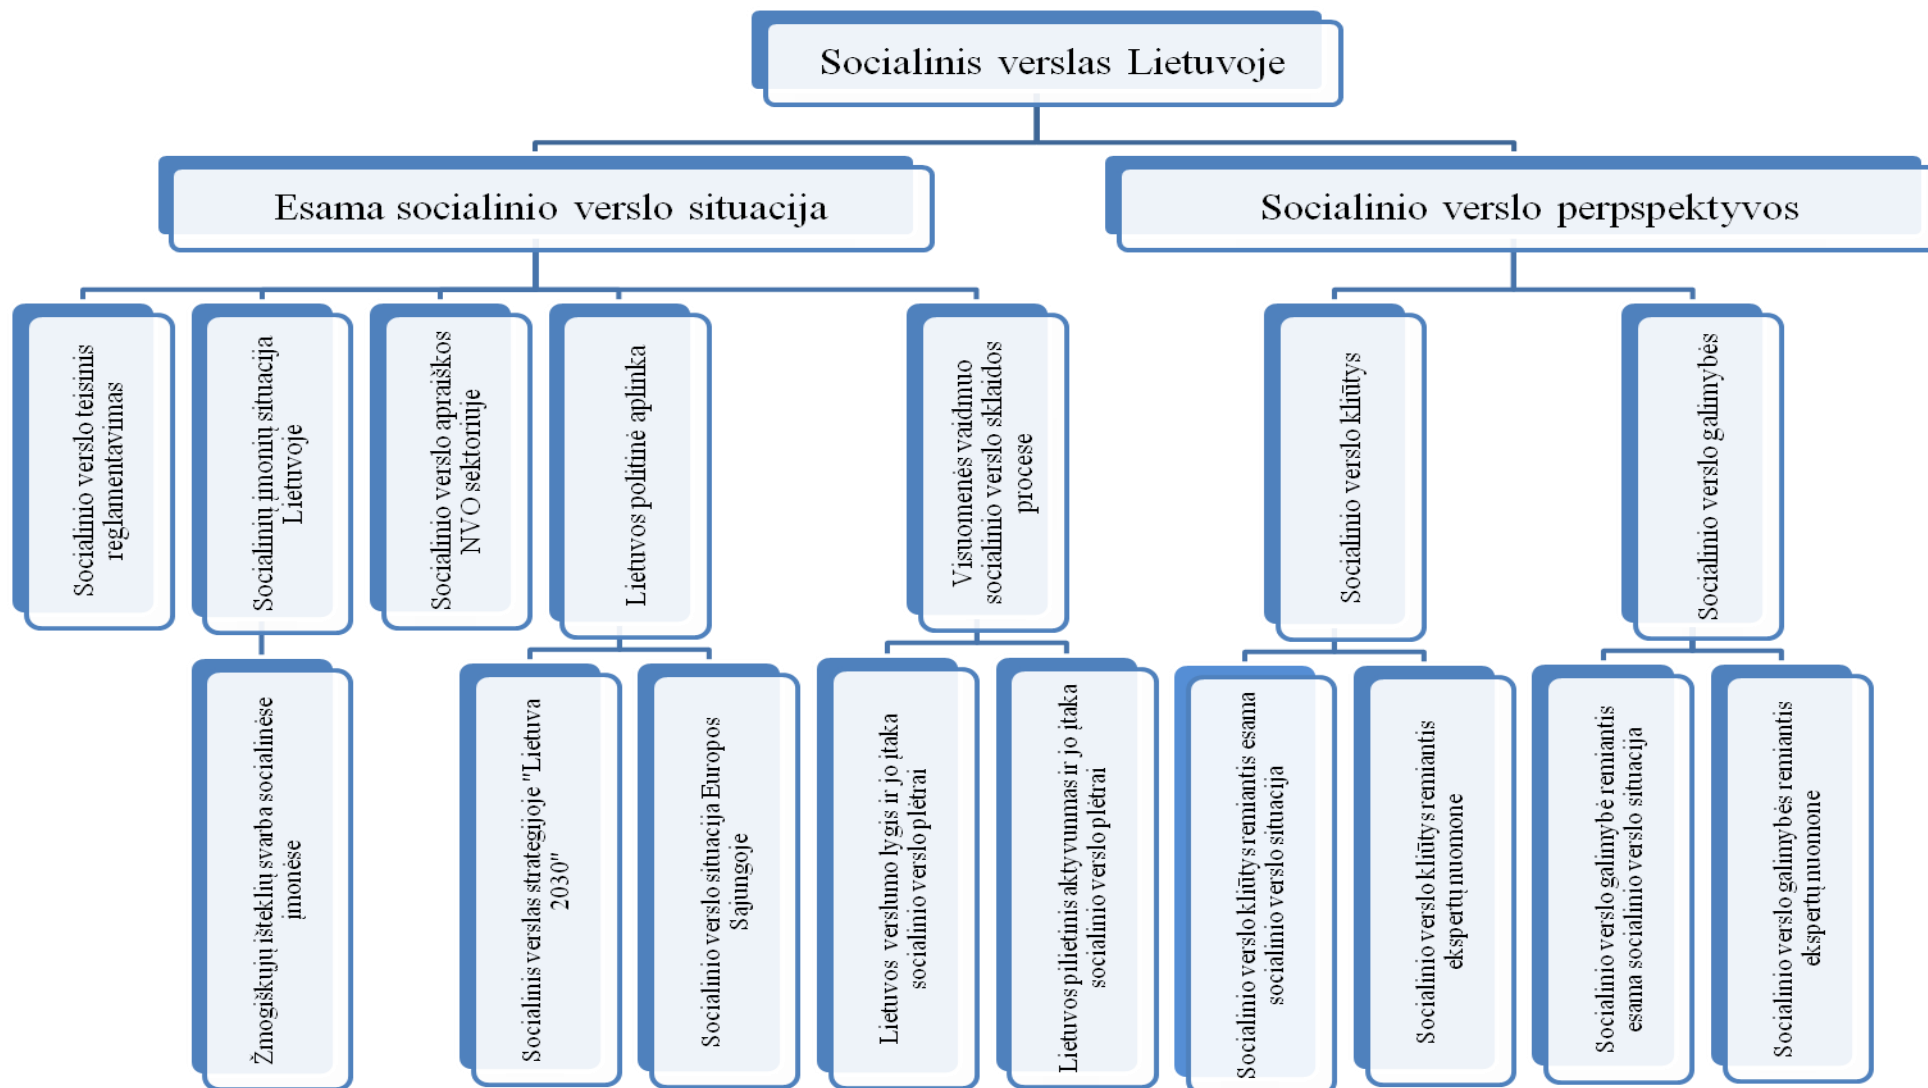 Socialinis verslas Lietuvoje
Esama socialinio verslo situacija
Socialinio verslo perpspektyvos
Socialinio verslo teisinis
reglamentavimas
Socialinių įmonių situacija
Lietuvoje
Socialinio verslo apraiškos
NVO sektoriuje
Lietuvos politinė aplinka
Visuomenės vaidmuo
socialinio verslo sklaidos
procese
Socialinio verslo kliūtys
Socialinio verslo galimybės
Žmogiškųjų išteklių svarba socialinėse
įmonėse
Socialinis verslas strategijoje "Lietuva
2030"
Socialinio verslo situacija Europos
Sąjungoje
Lietuvos verslumo lygis ir jo įtaka
socialinio verslo plėtrai
Lietuvos pilietinis aktyvumas ir jo įtaka
socialinio verslo plėtrai
Socialinio verslo kliūtys remiantis esama
socialinio verslo situacija
Socialinio verslo kliūtys remiantis
ekspertų nuomone
Socialinio verslo galimybė remiantis
esama socialinio verslo situacija
Socialinio verslo galimybės remiantis
ekspertų nuomone